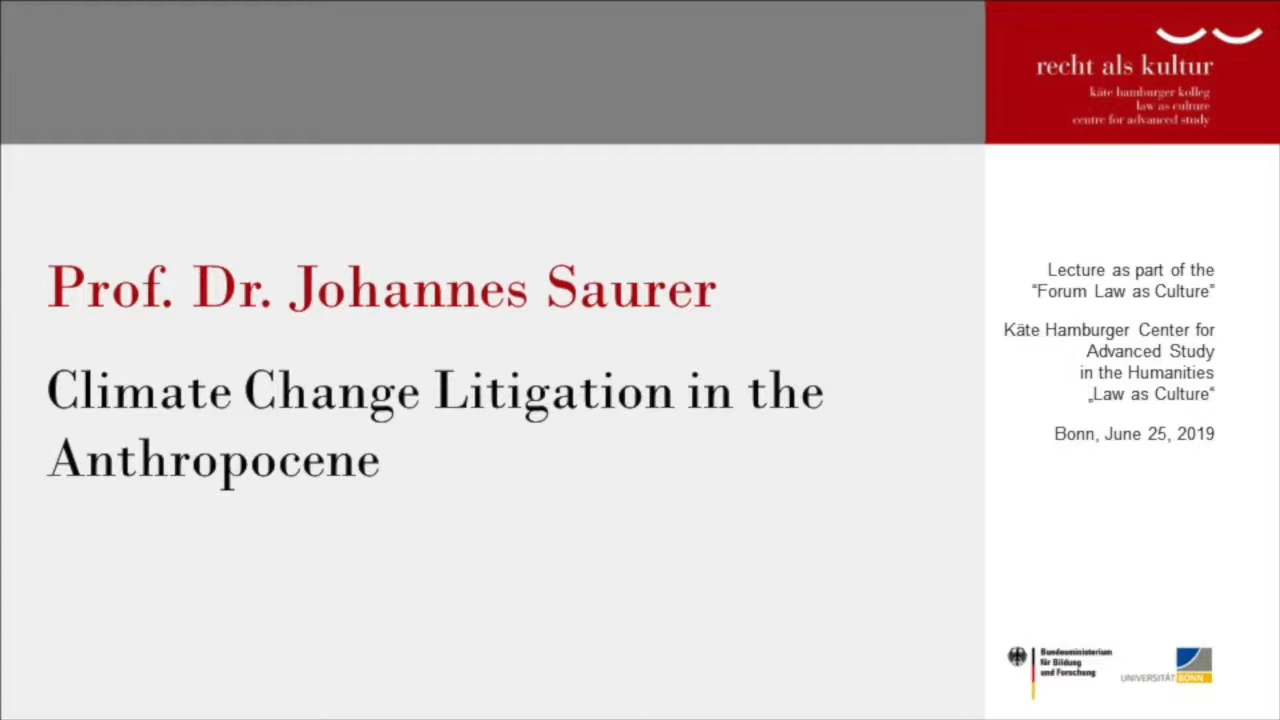 recht als kultur
käte hamburger kolleg
law as culture
centre for advanced study
Prof. Dr. Johannes Saurer
Climate Change Litigation in the
Anthropocene
Lecture as part of the
“Forum Law as Culture”
Käte Hamburger Center for
Advanced Study
in the Humanities
„Law as Culture“
Bonn, June 25, 2019
Bundesministerium
für Bildung
und Forschung
UNIVERSITÄT BONN